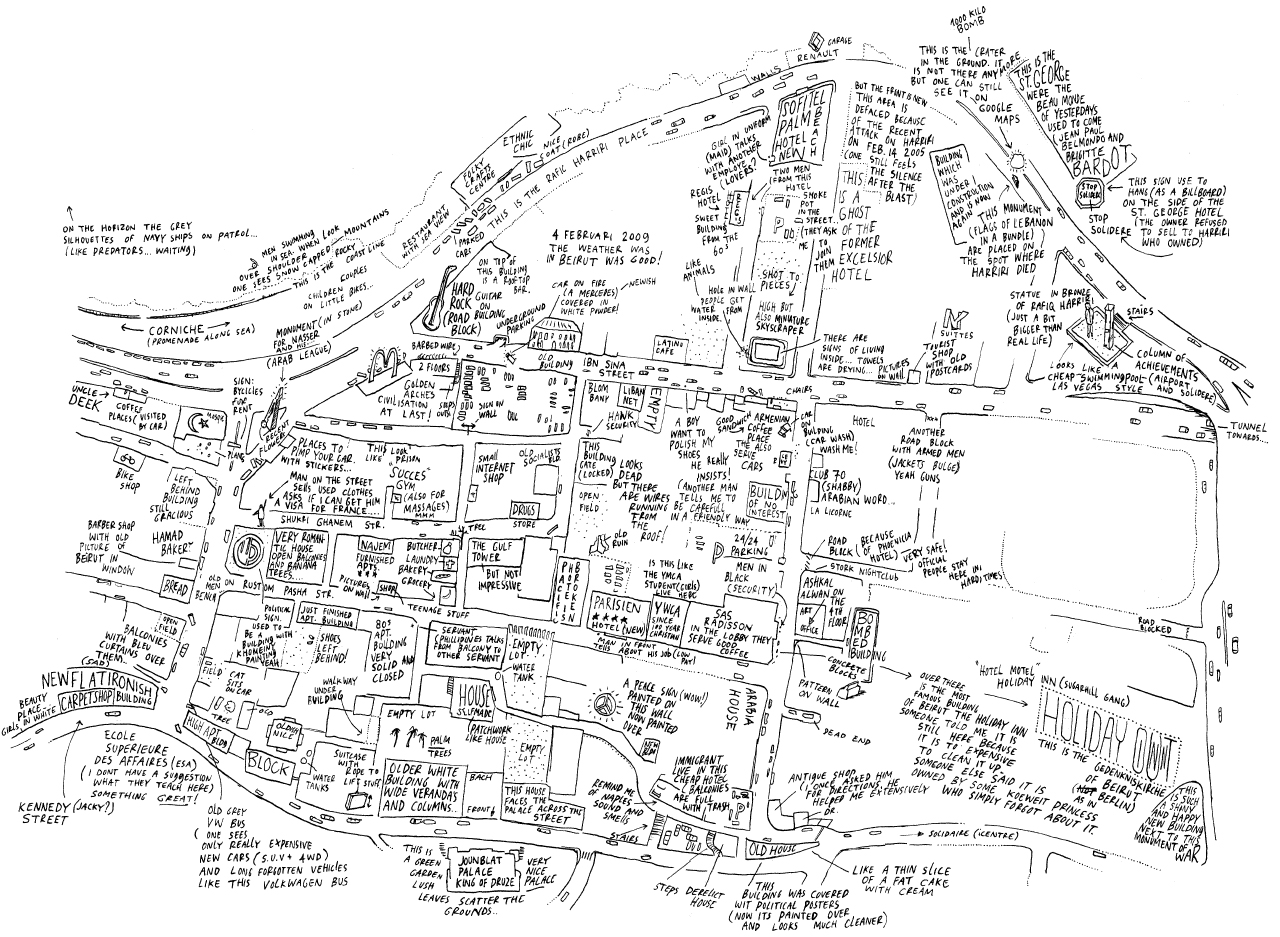 1000 KILO
BOMB
THIS IS THE CRATER
IN THE GROUND. IT
IS NOT THERE ANYMORE
BUT ONE CAN STILL
SEE IT ON
GOOGLE
MAPS
THIS IS THE
ST. GEORGE
WERE THE
BEAU MONDE
OF YESTERDAYS
USED TO COME
(JEAN PAUL
BELMONDO AND
BRIGITTE
BARDOT
STOP
SOLIDERE
STOP
SOLIDERE
THIS SIGN USE TO
HANG (AS A BILLBOARD)
ON THE SIDE OF THE
ST. GEORGE HOTEL
(THE OWNER REFUSED
TO SELL TO HARRIRI
WHO OWNED)
GARAGE
RENAULT
WALLS
SOFITEL
PALM
HOTEL
NEW
BEACH
BUT THE FRONT IS NEW
THIS AREA IS
DEFACED BECAUSE
OF THE RECENT
ATTACK ON HARRIRI
ON FEB. 14 2005
(ONE STILL FEELS
THE SILENCE
AFTER THE
BLAST)
THIS
IS A
GHOST
OF THE
FORMER
EXCELSIOR
HOTEL
BUILDING
WHICH
WAS
UNDER
CONSTRUCTION
AND IS NOW
AGAIN
THIS MONUMENT
(FLAGS OF LEBANON
IN A BUNDLE)
ARE PLACED ON
THE SPOT WHERE
HARRIRI DIED
STATUE IN BRONZE
OF RAFIQ HARRIRI
(JUST A BIT
BIGGER THAN
REAL LIFE)
STAIRS
COLUMN OF
ACHIEVEMENTS
(AIRPORT,
AND
SOLIDERE)
LOOKS LIKE A
CHEAP SWIMMINGPOOL
LAS VEGAS STYLE
TUNNEL
TOWARDS...
GIRL IN UNIFORM
(MAID) TALKS
WITH ANOTHER
EMPLOYE
(LOVERS?)
TWO MEN
FROM THIS
HOTEL
SMOKE
POT
IN THE
STREET..
(THEY ASK
ME TO
JOIN
THEM
REGIS
HOTEL
REGIS
SWEET
BUILDING
FROM THE
60s
P
SHOT TO
PIECES
HIGH BUT
ALSO MINIATURE
SKYSCRAPER
LIKE
ANIMALS
HOLE IN WALL
PEOPLE GET
WATER FROM
INSIDE.
THERE ARE
SIGNS OF LIVING
INSIDE... TOWELS
ARE DRYING... PICTURES
ON WALL
N
SUITTES
TOURIST
SHOP
WITH OLD
POSTCARDS
ETHNIC
CHIC
NICE
COAT (ROBE)
FOLKY
CRAFTS
CENTRE
THIS IS THE RAFIC HARRIRI PLACE
RESTAURANT
WITH SEA VIEW
PARKED
CARS
ON THE HORIZON THE GREY
SILHOUETTES OF NAVY SHIPS ON PATROL...
(LIKE PREDATORS... WAITING)
MEN SWIMMING
IN SEA. WHEN LOOK
OVER SHOULDER
ONE SEES SNOW CAPPED MOUNTAINS
THIS IS THE ROCKY
COAST LINE
COUPLES
CHILDREN
ON LITTLE BIKES...
CORNICHE
(PROMENADE ALONG SEA)
MONUMENT (IN STONE)
FOR NASSER
AND HIS
(ARAB LEAGUE)
4 FEBRUARI 2009
THE WEATHER WAS
IN BEIRUT WAS GOOD!
ON TOP OF
THIS BUILDING
IS A ROOFTOP
BAR.
HARD
ROCK
(ROAD
BLOCK)
GUITAR
ON
BUILDING
UNDERGROUND
PARKING
CAR ON FIRE
(A MERCEDES)
COVERED IN
WHITE POWDER!
NEWISH
OLD
BUILDING
IBN SINA
STREET
LATINO
CAFE
BARBED WIRE
2 FLOORS
GOLDEN
ARCHES
CIVILISATION
AT LAST!
SIGN ON
WALL
BLOM
BANY
LIBAN
NET
EMPTY
HANK
SECURITY
CHAIRS
UNCLE
DEEK
COFFEE
PLACES (VISITED
BY CAR)
MOSQUE
SIGN:
BYCICLES
FOR
RENT
FRESH
FLOWERS
PLANT
PLACES TO
PIMP YOUR CAR
WITH STICKERS...
THIS LOOK
LIKE PRISON
"SUCCES"
GYM
(ALSO FOR
MASSAGES)
MMM
MAN ON THE STREET
SELLS USED CLOTHES
ASKS IF I CAN GET HIM
A VISA FOR FRANCE....
SHUKRI GHANEM STR.
SMALL
INTERNET
SHOP
OLD SOCIALISTS
BLD.
DRUGS
STORE
TREE
THIS
BUILDING
GATE
(LOCKED)
LOOKS
DEAD
BUT THERE
ARE WIRES
RUNNING
FROM
THE
ROOF!
OPEN
FIELD
A BOY
WANT TO
POLISH MY
SHOES
HE REALLY
INSISTS!
(ANOTHER MAN
TELLS ME TO
BE CAREFUL
IN A FRIENDLY WAY
GOOD
SANDWICH
ARMENIAN
COFFEE
PLACE
THE ALSO
SERVE
CARS
CAR
ON
BUILDING
(CAR WASH)
WASH ME!
BUILDIN
OF NO
INTEREST
24/24
PARKING
P
MEN IN
BLACK
(SECURITY)
HOTEL
CLUB 70
(SHABBY)
ARABIAN WORD...
LA LICORNE
ANOTHER
ROAD BLOCK
WITH ARMED MEN
(JACKETS BULGE)
YEAH GUNS
ROAD
BLOCK
BECAUSE
OF PHOENICIA
HOTEL)
VERY SAFE!
OFFICIAL
PEOPLE STAY
HERE IN
HARD TIMES
STORK NIGHTCLUB
ASHKAL
ALWAN ON
THE
4TH
FLOOR
ART
OFFICE
BOMBED
BUILDING
ROAD
BLOCKED
BIKE
SHOP
LEFT
BEHIND
BUILDING
STILL
GRACIOUS
BARBER SHOP
WITH OLD
PICTURE OF
BEIRUT IN
WINDOW
HAMAD
BAKERY
BREAD
OLD
MEN
BENCH
ON RUSTOM PASHA STR.
VERY ROMAN-
TIC HOUSE
OPEN BALCONIES
AND BANANA
TREES...
NAJEM
FURNISHED
APTS.
PICTURES
ON WALL
SHOP
BUTCHER
LAUNDRY
BAKERY
GROCERY
THE GULF
TOWER
BUT NOT
IMPRESSIVE
TEENAGE STUFF
OLD
RUIN
IS THIS LIKE
THE YMCA
STUDENT (GIRLS)
LIVE HERE
PARISIEN
HOTEL (NEW)
YWCA
SINCE
100 YEAR
CHRISTIAN
SAS
RADISSON
IN THE LOBBY THEY
SERVE GOOD
COFFEE
MAN IN FRONT
TELLS ABOUT HIS JOB (LOW
PAY)
OPEN
FIELD
BALCONIES
WITH BLEU
CURTAINS OVER
THEM...
(SAD)
POLITICAL
SIGN.
USED TO
BE A
BUILDING WITH
KHOMEINI
PAINTING
YEAH!
JUST FINISHED
APT. BUILDING
SHOES
LEFT
BEHIND!
80s
APT.
BUILDING
VERY
SOLID AND
CLOSED
SERVANT
(PHILLIPINES TALKS
FROM BALCONY TO
OTHER SERVANT
EMPTY
LOT
WATER
TANK
FIELD
CAT
SITS
ON CAR
TREE
OLD
OLDISH
NICE
WALKWAY
UNDER
BUILDING
HOUSE
SELFMADE
PATCHWORK
LIKE HOUSE
EMPTY LOT
PALM
TREES
EMPTY
LOT
A PEACE SIGN (WOW!)
PAINTED ON
THIS WALL
NOW PAINTED
OVER
ARABIA
HOUSE
CONCRETE
BLOCKS
PATTERN
ON WALL
DEAD END
NEW FLATIRONISH
CARPETSHOP BUILDING
BEAUTY
PLACE
GIRLS IN WHITE
KENNEDY (JACKY?)
STREET
ECOLE
SUPERIEURE
DES AFFAIRES (ESA)
(I DONT HAVE A SUGGESTION
WHAT THEY TEACH HERE)
SOMETHING GREAT!
HIGH APT.
BLDG
BLOCK
WATER
TANKS
SUITCASE
WITH
ROPE TO
LIFT STUFF
OLDER WHITE
BUILDING WITH
WIDE VERANDAS
AND COLUMNS..
BACK
FRONT
THIS HOUSE
FACES THE
PALACE ACROSS THE
STREET
REMIND ME
OF NAPLES
SOUND AND
SMELLS
STAIRS
NEW BLDG
IMMIGRANT
LIVE IN THIS
CHEAP HOTEL
(BALCONIES
ARE FULL
WITH TRASH)
P
ANTIQUE SHOP
(I ONCE ASKED HIM
FOR DIRECTIONS, HE
HELPED ME EXTENSIVELY
DR.
OLD GREY
VW BUS
(ONE SEES
ONLY REALLY EXPENSIVE
NEW CARS (S.U.V + 4WD)
AND LONG FORGOTTEN VEHICLES
LIKE THIS VOLKWAGEN BUS
THIS IS
A GREEN
GARDEN
LUSH
LEAVES SCATTER THE
GROUNDS...
JOUNBLAT
PALACE
KING OF DRUZE
VERY
NICE
PALACE
STEPS DERELICT
HOUSE
OLD HOUSE
THIS
BUILDING WAS COVERED
WIT POLITICAL POSTERS
(NOW ITS PAINTED OVER
AND LOOKS MUCH CLEANER)
LIKE A THIN SLICE
OF A FAT CAKE
WITH CREAM
SOLIDAIRE (CENTRE)
OVER THERE
IS THE MOST
FAMOUS BUILDING
OF BEIRUT THE HOLIDAY INN
SOMEONE TOLD ME IT IS
STILL HERE BECAUSE
IT IS TO EXPENSIVE
TO CLEAN IT UP
SOMEONE ELSE SAID IT IS
OWNED BY SOME KOEWEIT PRINCESS
WHO SIMPLY FORGOT ABOUT IT.
"HOTEL MOTEL"
HOLIDAY
INN (SUGARHILL GANG)
HOLIDAY INN
THIS IS THE GEDENKNISKIRCHE
OF BEIRUT
(NOT AS IN
BERLIN)
THIS
IS SUCH
A SHINY
AND HAPPY
NEW BUILDING
NEXT TO THIS
MONUMENT OF
WAR)